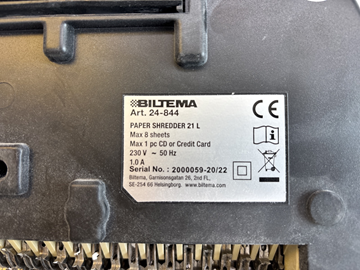 BILTEMA
Art. 24-844
PAPER SHREDDER 21 L
Max 8 sheets
Max 1 pc CD or Credit Card
230 V ~ 50 Hz
1.0 A
Serial No. : 2000059-20/22
Biltema, Garnisonsgatan 26, 2nd FL.
SE-254 66 Helsingborg. www.biltema.com
CE